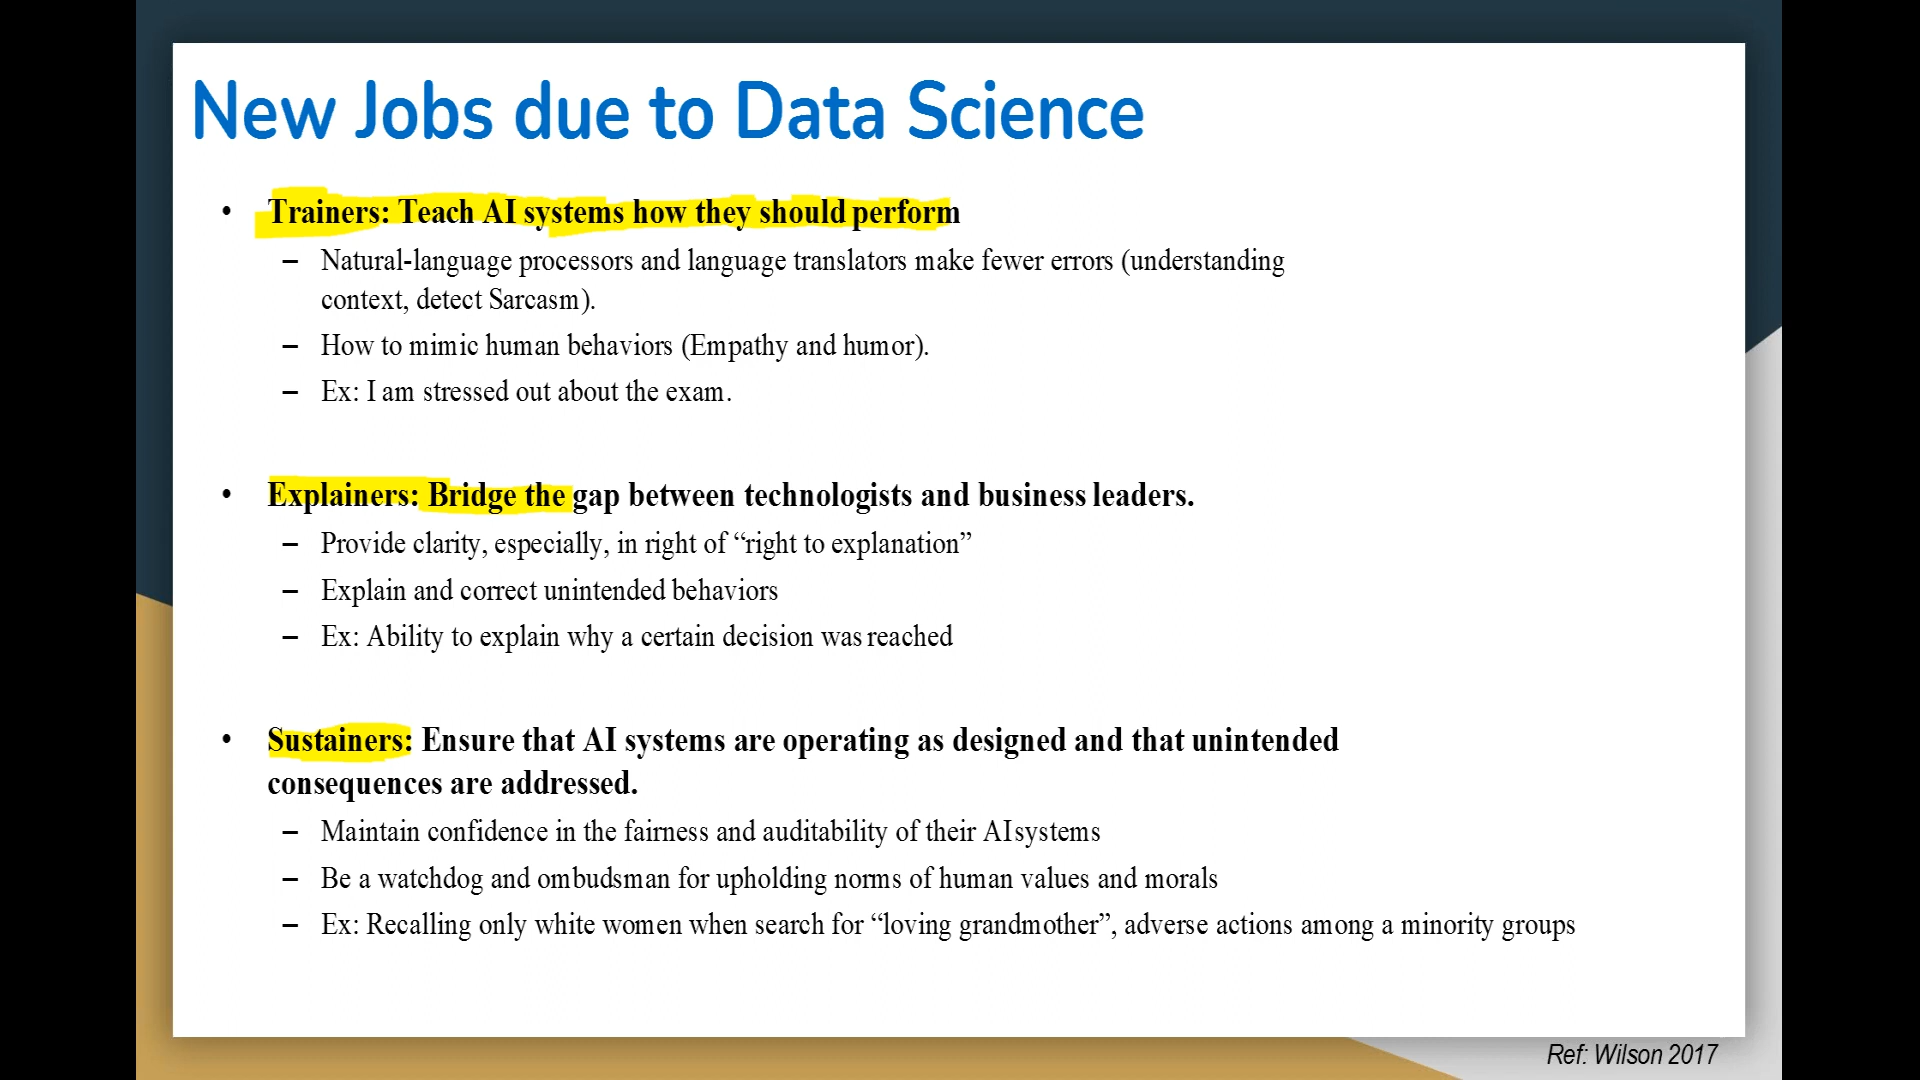 New Jobs due to Data Science
• Trainers: Teach AI systems how they should perform
– Natural-language processors and language translators make fewer errors (understanding
context, detect Sarcasm).
– How to mimic human behaviors (Empathy and humor).
– Ex: I am stressed out about the exam.
• Explainers: Bridge the gap between technologists and business leaders.
– Provide clarity, especially, in right of “right to explanation”
– Explain and correct unintended behaviors
– Ex: Ability to explain why a certain decision was reached
• Sustainers: Ensure that AI systems are operating as designed and that unintended
consequences are addressed.
– Maintain confidence in the fairness and auditability of their AI systems
– Be a watchdog and ombudsman for upholding norms of human values and morals
– Ex: Recalling only white women when search for “loving grandmother”, adverse actions among a minority groups
Ref: Wilson 2017